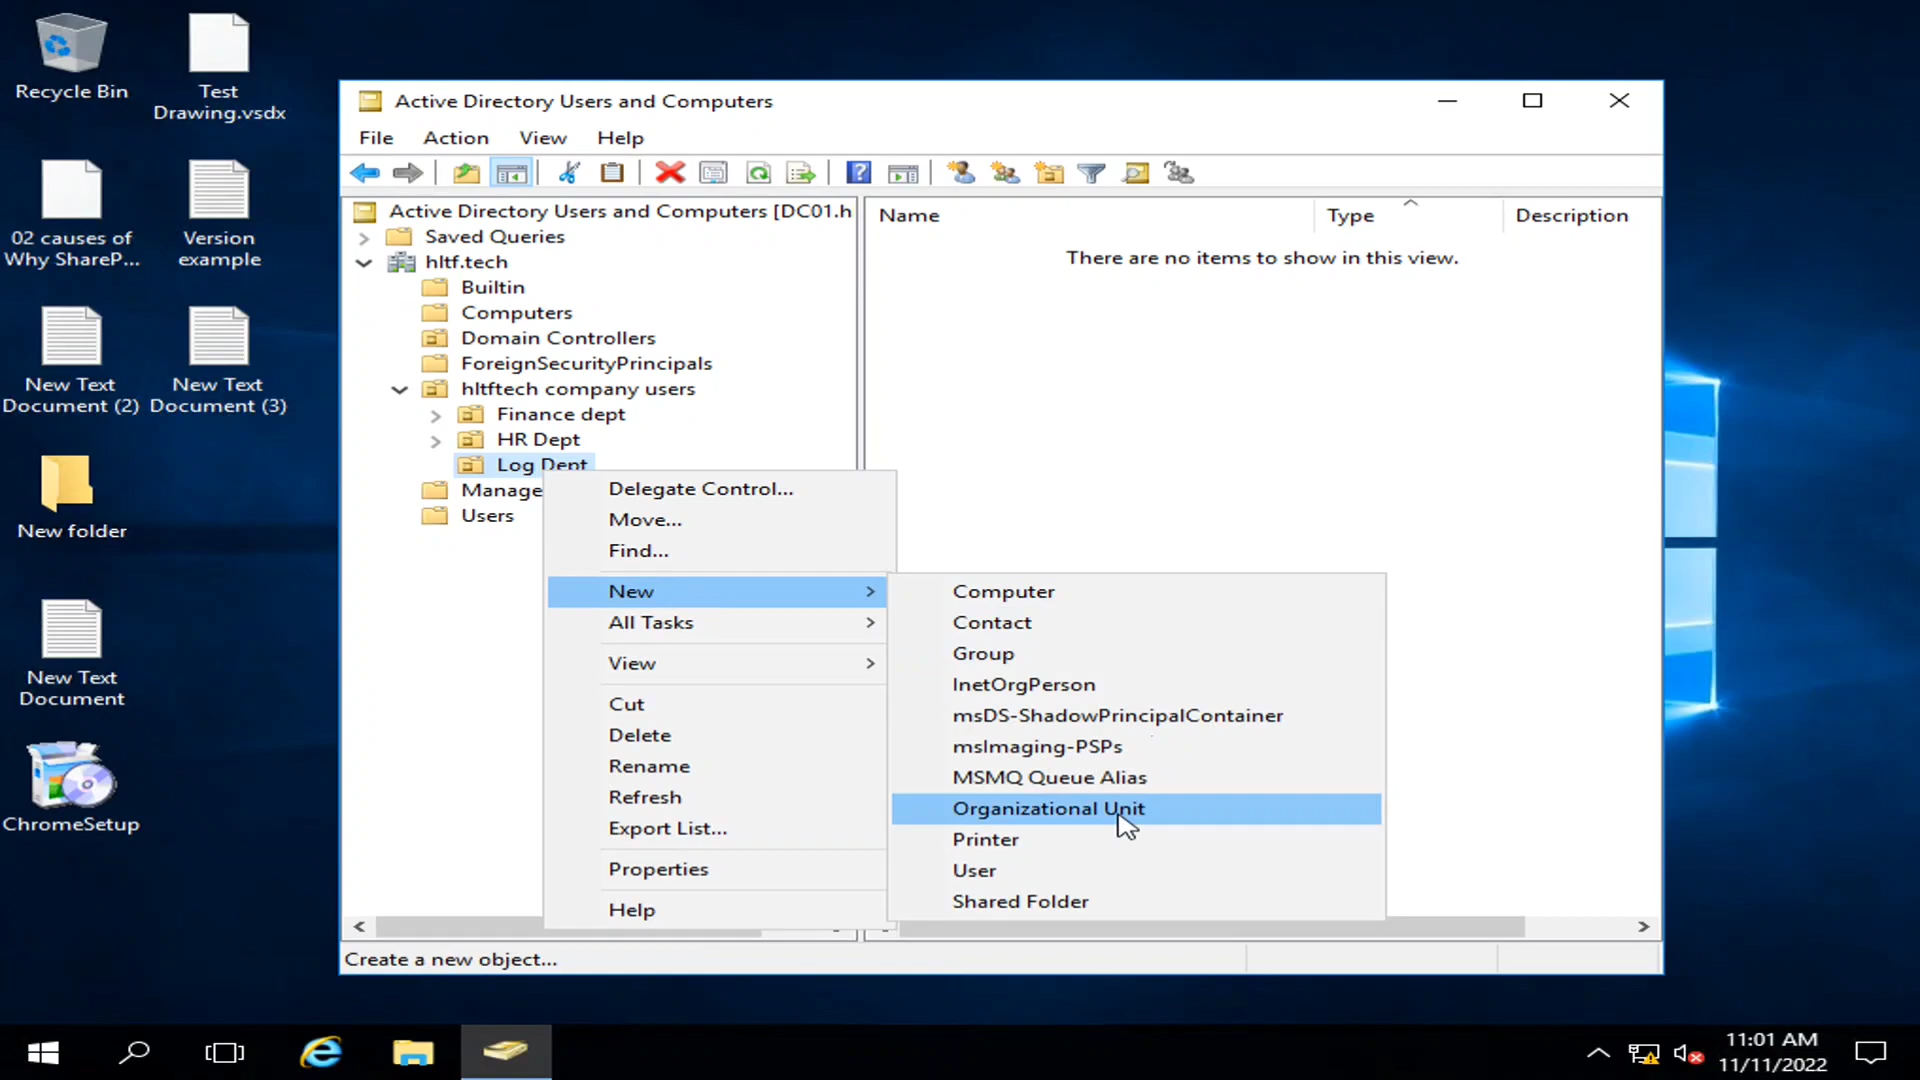 Recycle Bin
Test
Drawing.vsdx
02 causes of
Why ShareP...
Version
example
New Text
Document (2)
New Text
Document (3)
New folder
New Text
Document
ChromeSetup
Active Directory Users and Computers
File Action View Help
Active Directory Users and Computers [DC01.h
Saved Queries
hltf.tech
Builtin
Computers
Domain Controllers
ForeignSecurityPrincipals
hltftech company users
Finance dept
HR Dept
Log Dept
Manage
Users
Name Type Description
There are no items to show in this view.
Delegate Control...
Move...
Find...
New
All Tasks
View
Cut
Delete
Rename
Refresh
Export List...
Properties
Help
Computer
Contact
Group
InetOrgPerson
msDS-ShadowPrincipalContainer
msImaging-PSPs
MSMQ Queue Alias
Organizational Unit
Printer
User
Shared Folder
Create a new object...
11:01 AM
11/11/2022